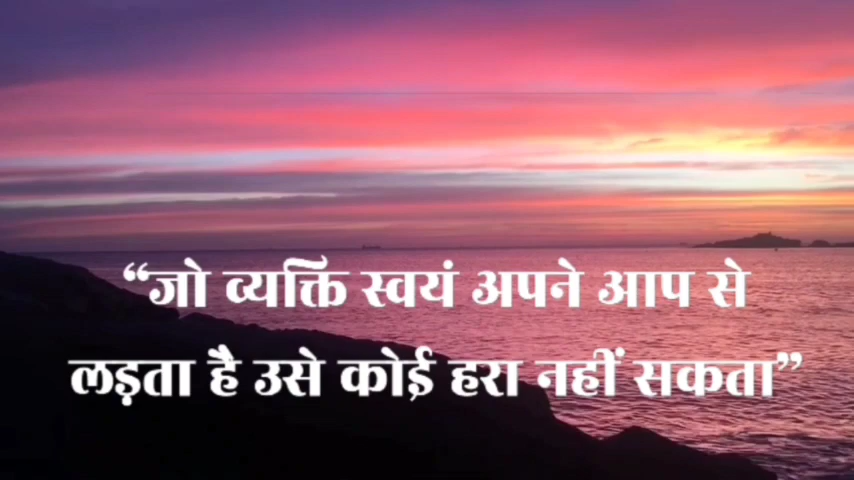 “जो व्यक्ति स्वयं अपने आप से
लड़ता है उसे कोई हरा नहीं सकता”